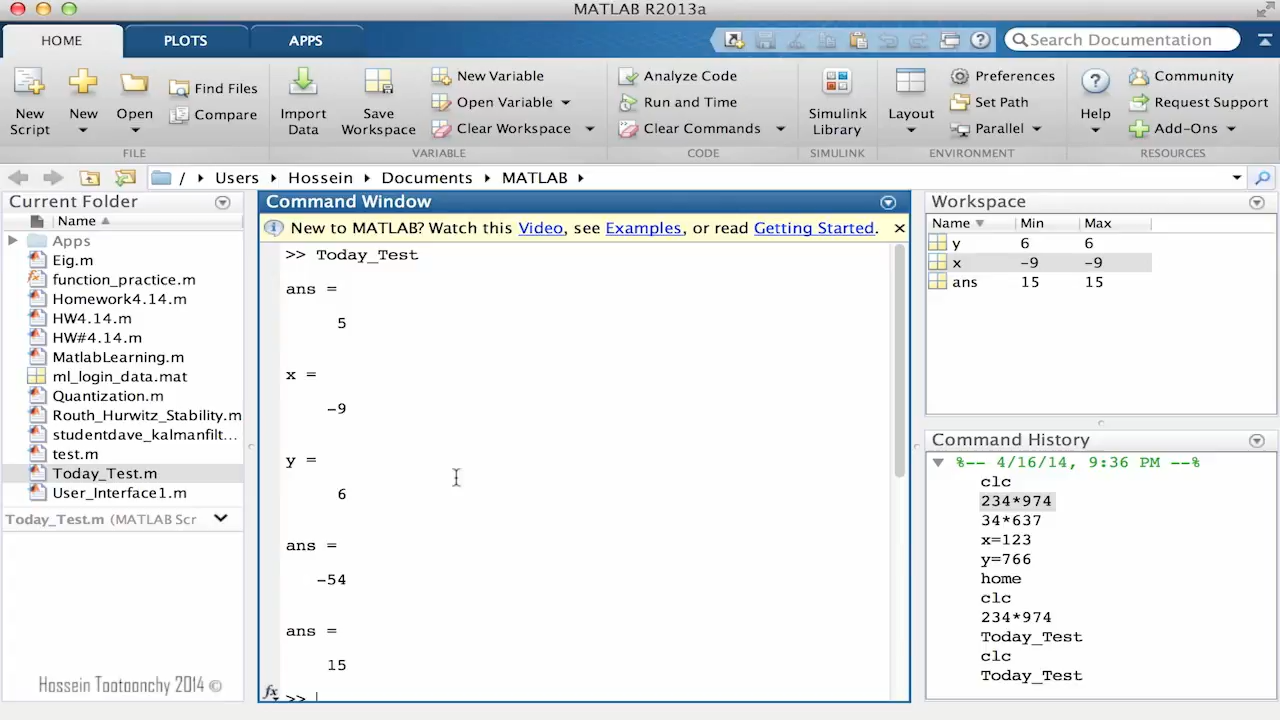 MATLAB R2013a
HOME PLOTS APPS
Search Documentation
New Script
New
Open
Find Files
Compare
FILE
Import Data
Save Workspace
New Variable
Open Variable
Clear Workspace
VARIABLE
Analyze Code
Run and Time
Clear Commands
CODE
Simulink Library
SIMULINK
Layout
Preferences
Set Path
Parallel
ENVIRONMENT
Help
Community
Request Support
Add-Ons
RESOURCES
/ Users Hossein Documents MATLAB
Current Folder
Name
Apps
Eig.m
function_practice.m
Homework4.14.m
HW4.14.m
HW#4.14.m
MatlabLearning.m
ml_login_data.mat
Quantization.m
Routh_Hurwitz_Stability.m
studentdave_kalmanfilt...
test.m
Today_Test.m
User_Interface1.m
Today_Test.m (MATLAB Scr
Hossein Tootoonchy 2014 ©
Command Window
New to MATLAB? Watch this Video, see Examples, or read Getting Started.
>> Today_Test
ans =
5
x =
-9
y =
6
ans =
-54
ans =
15
fx >>
Workspace
Name Min Max
y 6 6
x -9 -9
ans 15 15
Command History
%-- 4/16/14, 9:36 PM --%
clc
234*974
34*637
x=123
y=766
home
clc
234*974
Today_Test
clc
Today_Test